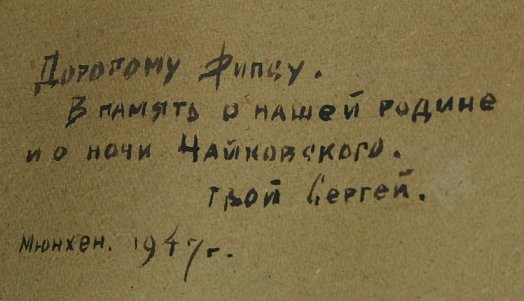 Дорогому Фипсу.
В память о нашей родине
и о ночи Чайковского.
твой Сергей.
Мюнхен. 1947 г.